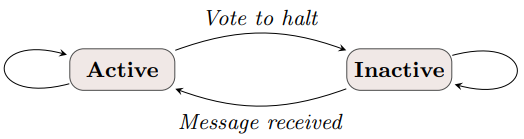 Vote to halt
Active
Inactive
Message received